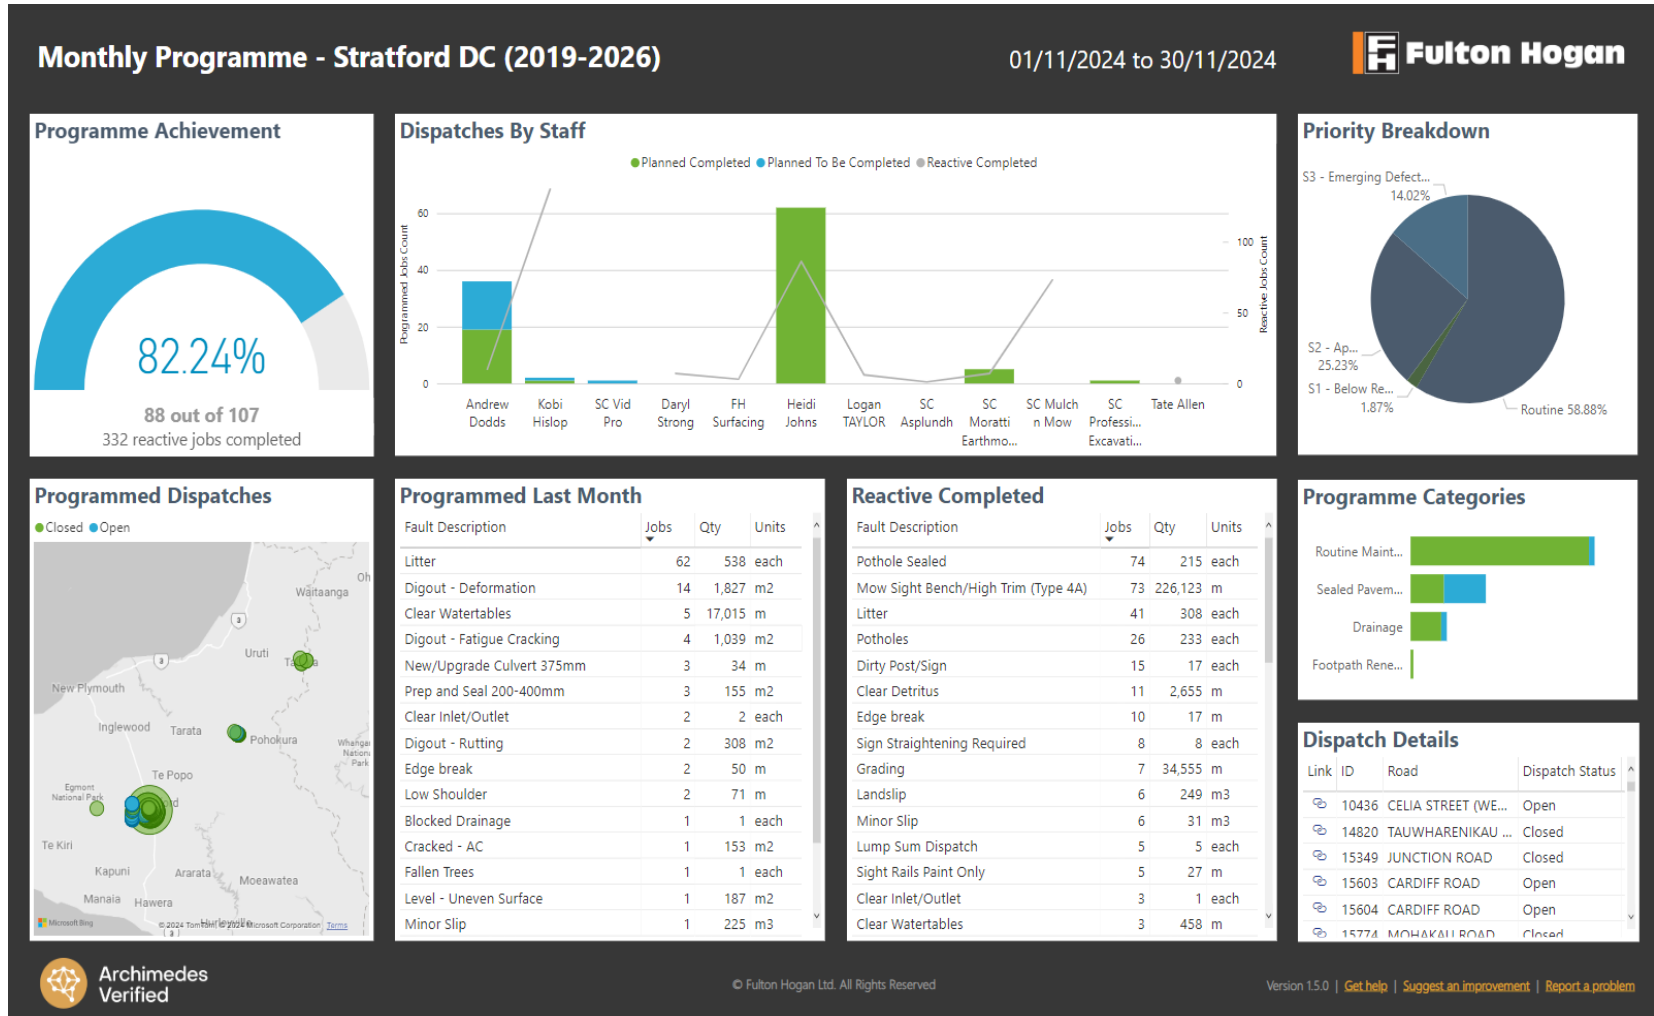 Monthly Programme - Stratford DC (2019-2026)
01/11/2024 to 30/11/2024
Fulton Hogan
Programme Achievement
82.24%
88 out of 107
332 reactive jobs completed
Dispatches By Staff
Planned Completed Planned To Be Completed Reactive Completed
Porgrammed Jobs Count
60
40
20
0
Reactive Jobs Count
100
50
0
Andrew Dodds
Kobi Hislop
SC Vid Pro
Daryl Strong
FH Surfacing
Heidi Johns
Logan TAYLOR
SC Asplundh
SC Moratti Earthmo...
SC Mulch n Mow
SC Professi... Excavati...
Tate Allen
Priority Breakdown
S3 - Emerging Defect...
14.02%
S2 - Ap...
25.23%
S1 - Below Re...
1.87%
Routine 58.88%
Programmed Dispatches
Closed Open
Waitaanga
Oh
3
Uruti
3
New Plymouth
Inglewood
Tarata
Pohokura
Whangar
Nation
Park
Te Popo
Egmont
National Park
Te Kiri
Kapuni
Ararata
Moeawatea
Manaia
Hawera
Hurleyville
3
Microsoft Bing
© 2024 TomTom, © 2024 Microsoft Corporation Terms
Programmed Last Month
Fault Description Jobs Qty Units
Litter 62 538 each
Digout - Deformation 14 1,827 m2
Clear Watertables 5 17,015 m
Digout - Fatigue Cracking 4 1,039 m2
New/Upgrade Culvert 375mm 3 34 m
Prep and Seal 200-400mm 3 155 m2
Clear Inlet/Outlet 2 2 each
Digout - Rutting 2 308 m2
Edge break 2 50 m
Low Shoulder 2 71 m
Blocked Drainage 1 1 each
Cracked - AC 1 153 m2
Fallen Trees 1 1 each
Level - Uneven Surface 1 187 m2
Minor Slip 1 225 m3
Reactive Completed
Fault Description Jobs Qty Units
Pothole Sealed 74 215 each
Mow Sight Bench/High Trim (Type 4A) 73 226,123 m
Litter 41 308 each
Potholes 26 233 each
Dirty Post/Sign 15 17 each
Clear Detritus 11 2,655 m
Edge break 10 17 m
Sign Straightening Required 8 8 each
Grading 7 34,555 m
Landslip 6 249 m3
Minor Slip 6 31 m3
Lump Sum Dispatch 5 5 each
Sight Rails Paint Only 5 27 m
Clear Inlet/Outlet 3 1 each
Clear Watertables 3 458 m
Programme Categories
Routine Maint...
Sealed Pavem...
Drainage
Footpath Rene...
Dispatch Details
Link ID Road Dispatch Status
10436 CELIA STREET (WE... Open
14820 TAUWHARENIKAU ... Closed
15349 JUNCTION ROAD Closed
15603 CARDIFF ROAD Open
15604 CARDIFF ROAD Open
15774 MOHAKAU ROAD Closed
Archimedes
Verified
© Fulton Hogan Ltd. All Rights Reserved
Version 1.5.0 | Get help | Suggest an improvement | Report a problem